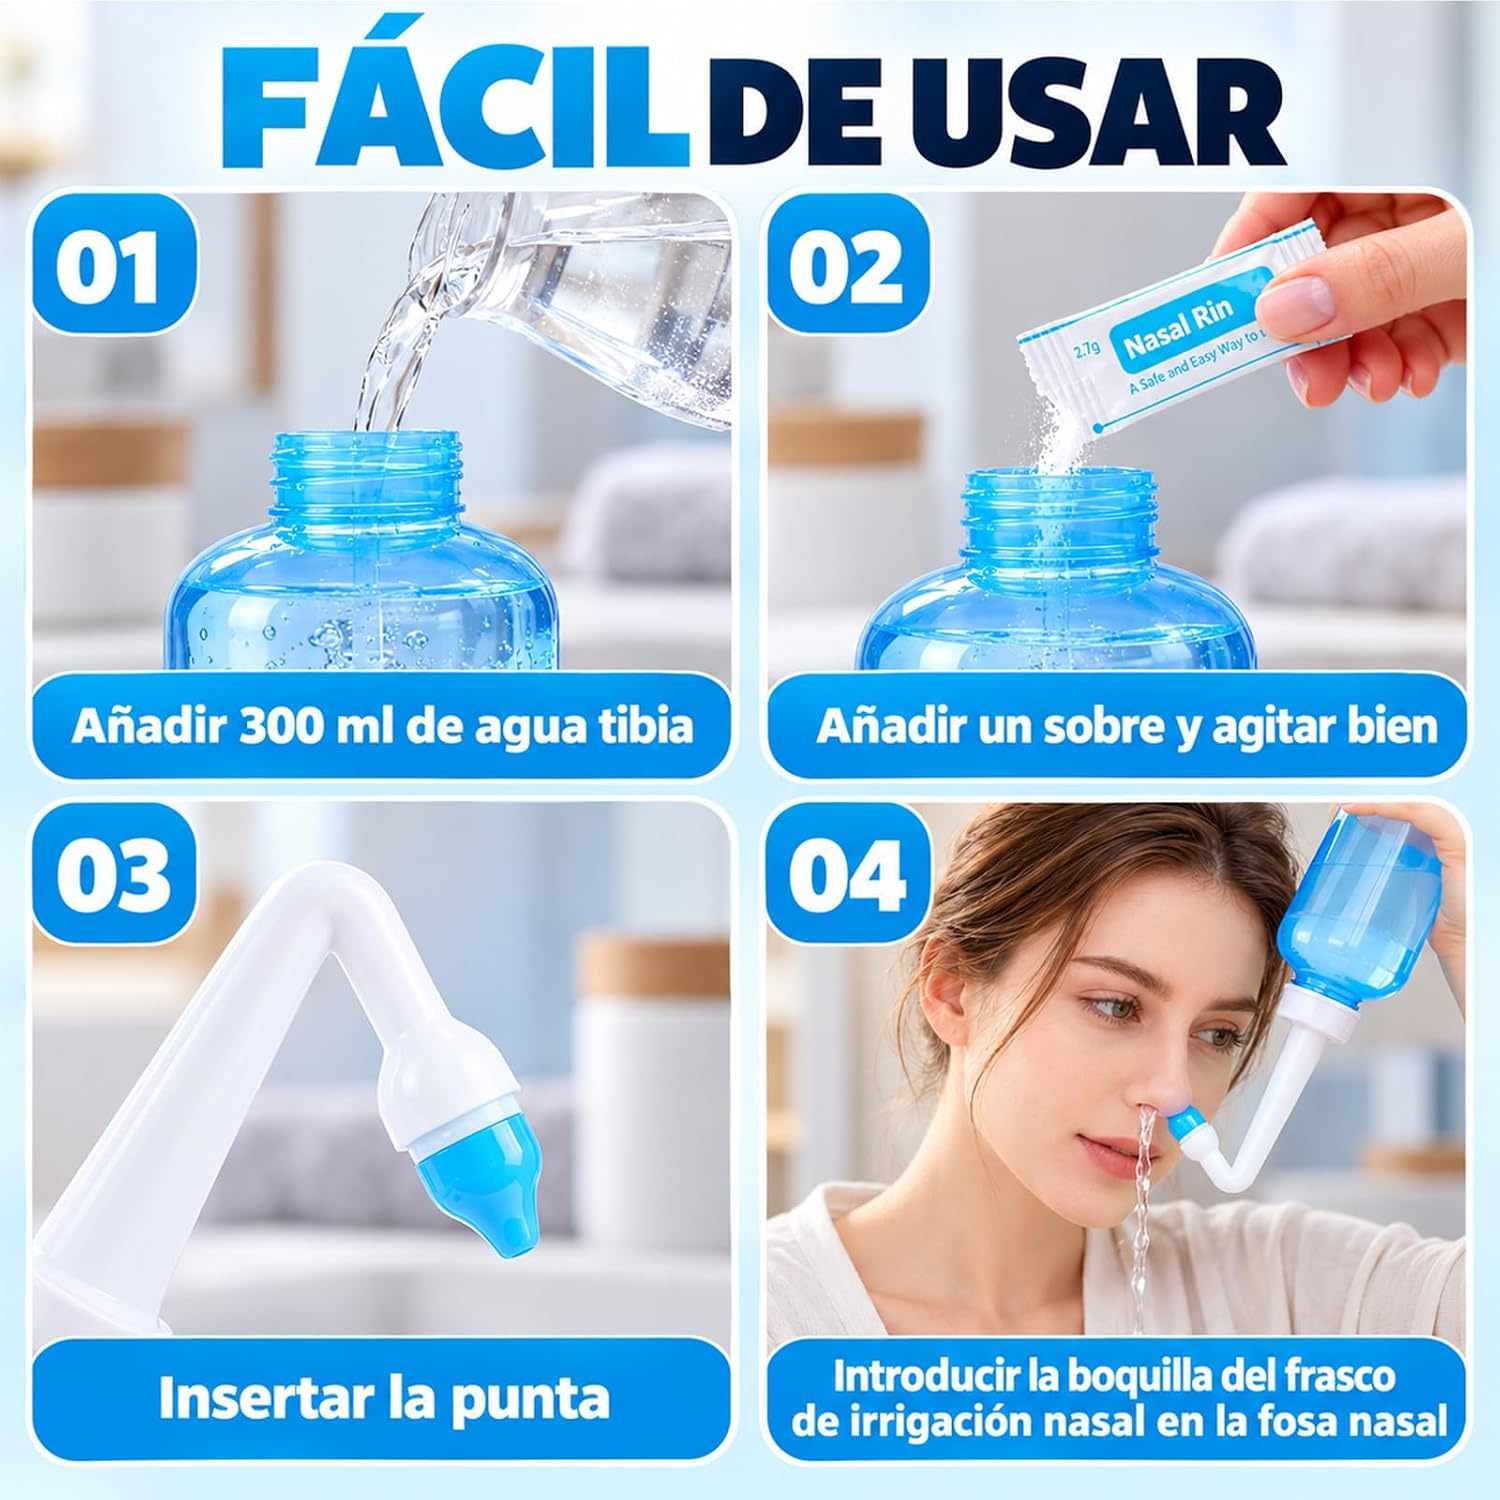 FÁCIL DE USAR
01
Añadir 300 ml de agua tibia
02
2.7g
Nasal Rin
A Safe and Easy Way to
Añadir un sobre y agitar bien
03
Insertar la punta
04
Introducir la boquilla del frasco
de irrigación nasal en la fosa nasal